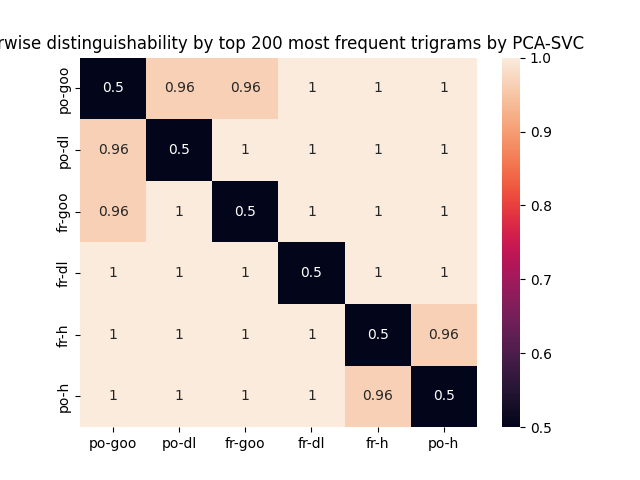 rwise distinguishability by top 200 most frequent trigrams by PCA-SVC
po-goo 0.5 0.96 0.96 1 1 1
po-dl 0.96 0.5 1 1 1 1
fr-goo 0.96 1 0.5 1 1 1
fr-dl 1 1 1 0.5 1 1
fr-h 1 1 1 1 0.5 0.96
po-h 1 1 1 1 0.96 0.5
po-goo po-dl fr-goo fr-dl fr-h po-h
1.0
0.9
0.8
0.7
0.6
0.5